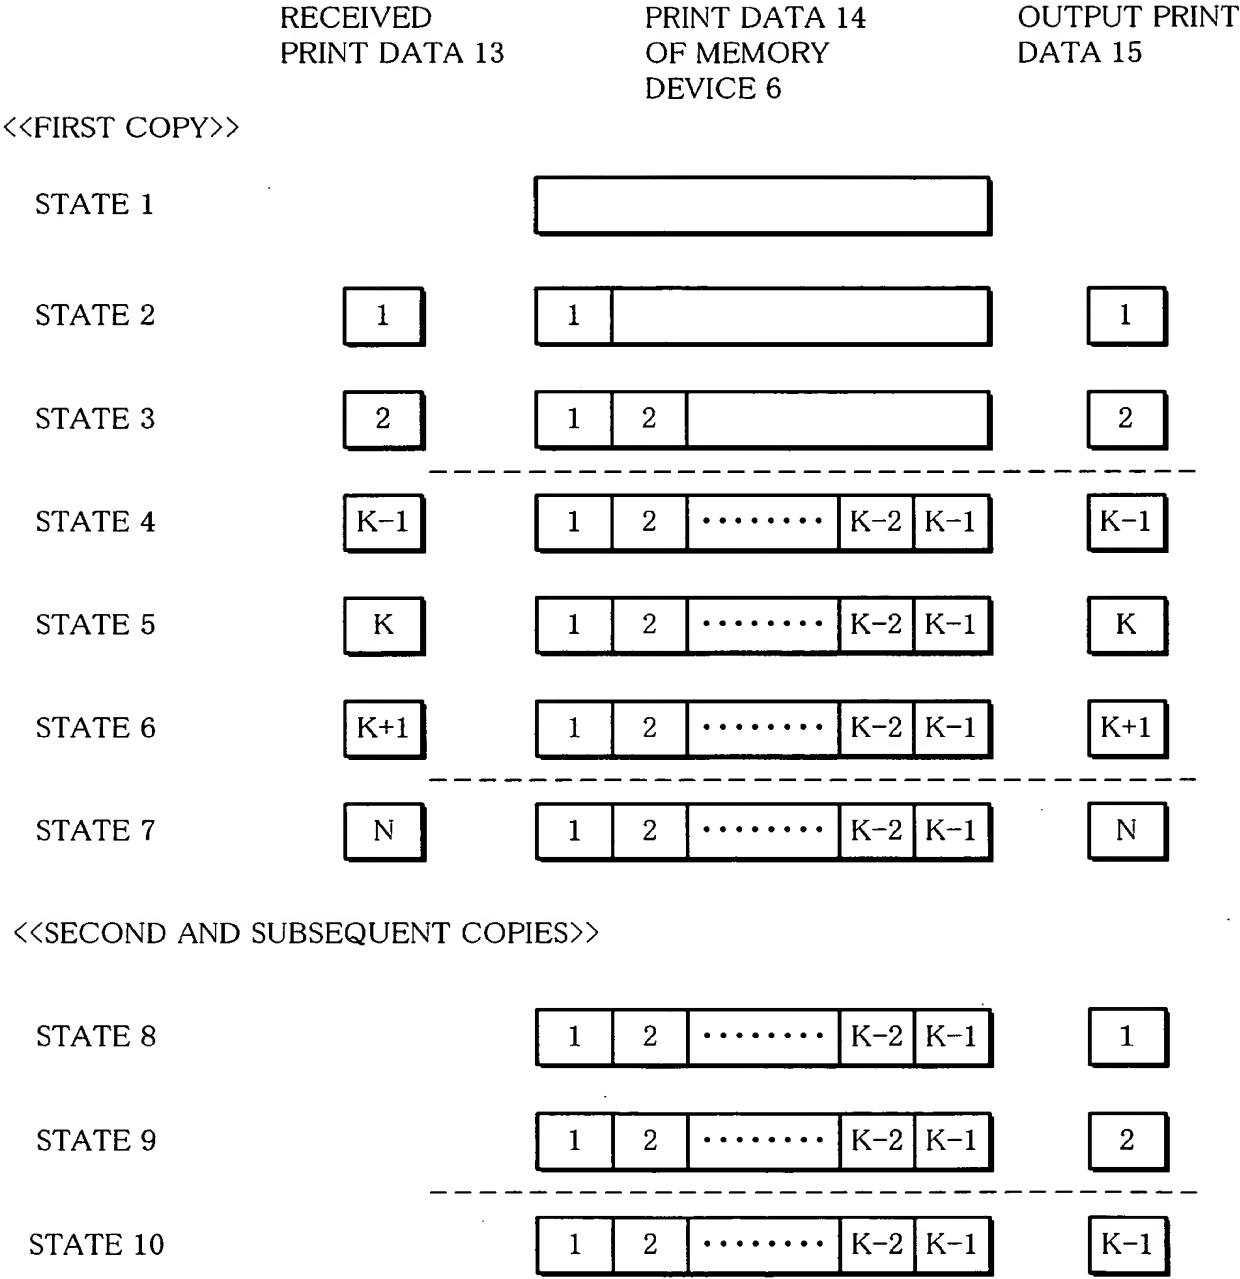 RECEIVED
PRINT DATA 13
PRINT DATA 14
OF MEMORY
DEVICE 6
OUTPUT PRINT
DATA 15
<<FIRST COPY>>
STATE 1
STATE 2 1 1 1
STATE 3 2 1 2 2
STATE 4 K-1 1 2 ········ K-2 K-1 K-1
STATE 5 K 1 2 ········ K-2 K-1 K
STATE 6 K+1 1 2 ········ K-2 K-1 K+1
STATE 7 N 1 2 ········ K-2 K-1 N
<<SECOND AND SUBSEQUENT COPIES>>
STATE 8 1 2 ········ K-2 K-1 1
STATE 9 1 2 ········ K-2 K-1 2
STATE 10 1 2 ········ K-2 K-1 K-1